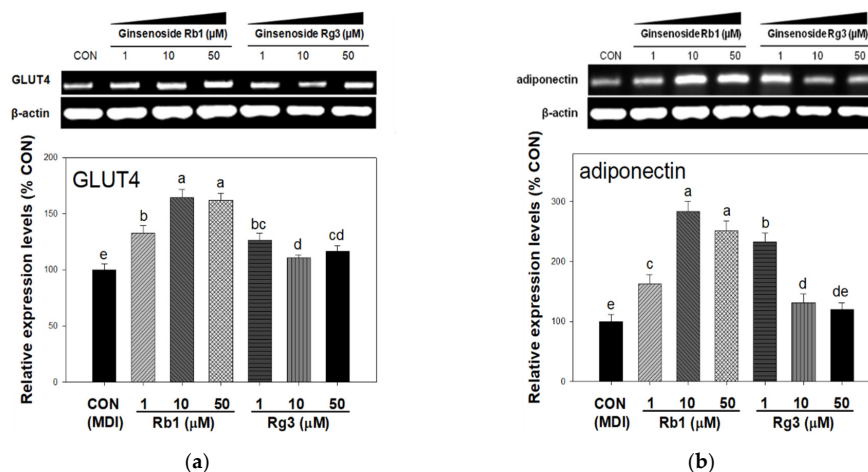 Ginsenoside Rb1 (μM) Ginsenoside Rg3 (μM)
CON 1 10 50 1 10 50
GLUT4
β-actin
Relative expression levels (% CON)
200
150
100
50
0
GLUT4
e b a a bc d cd
CON 1 10 50 1 10 50
(MDI) Rb1 (μM) Rg3 (μM)
(a)
Ginsenoside Rb1 (μM) Ginsenoside Rg3 (μM)
CON 1 10 50 1 10 50
adiponectin
β-actin
Relative expression levels (% CON)
300
200
100
0
adiponectin
e c a a b d de
CON 1 10 50 1 10 50
(MDI) Rb1 (μM) Rg3 (μM)
(b)